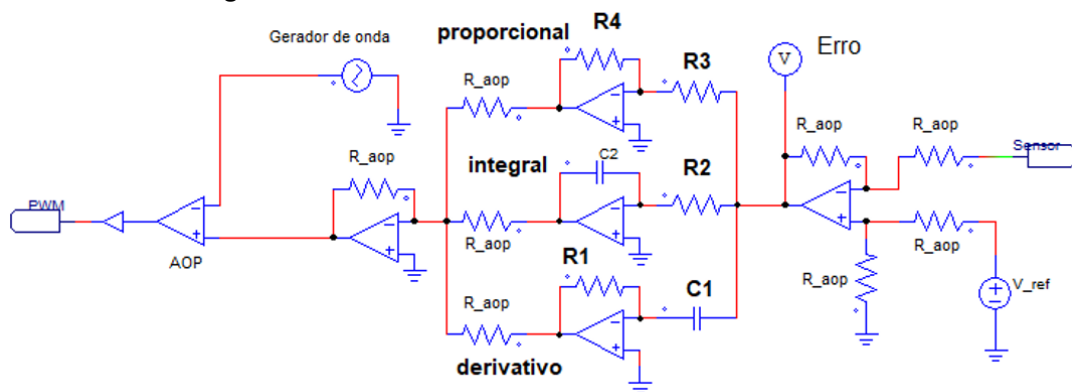 Gerador de onda
proporcional
R4
R3
Erro
V
R_aop
R_aop
R_aop
Sensor
R_aop
integral
C2
R2
PWM
AOP
R_aop
R_aop
R_aop
V_ref
R1
C1
R_aop
derivativo